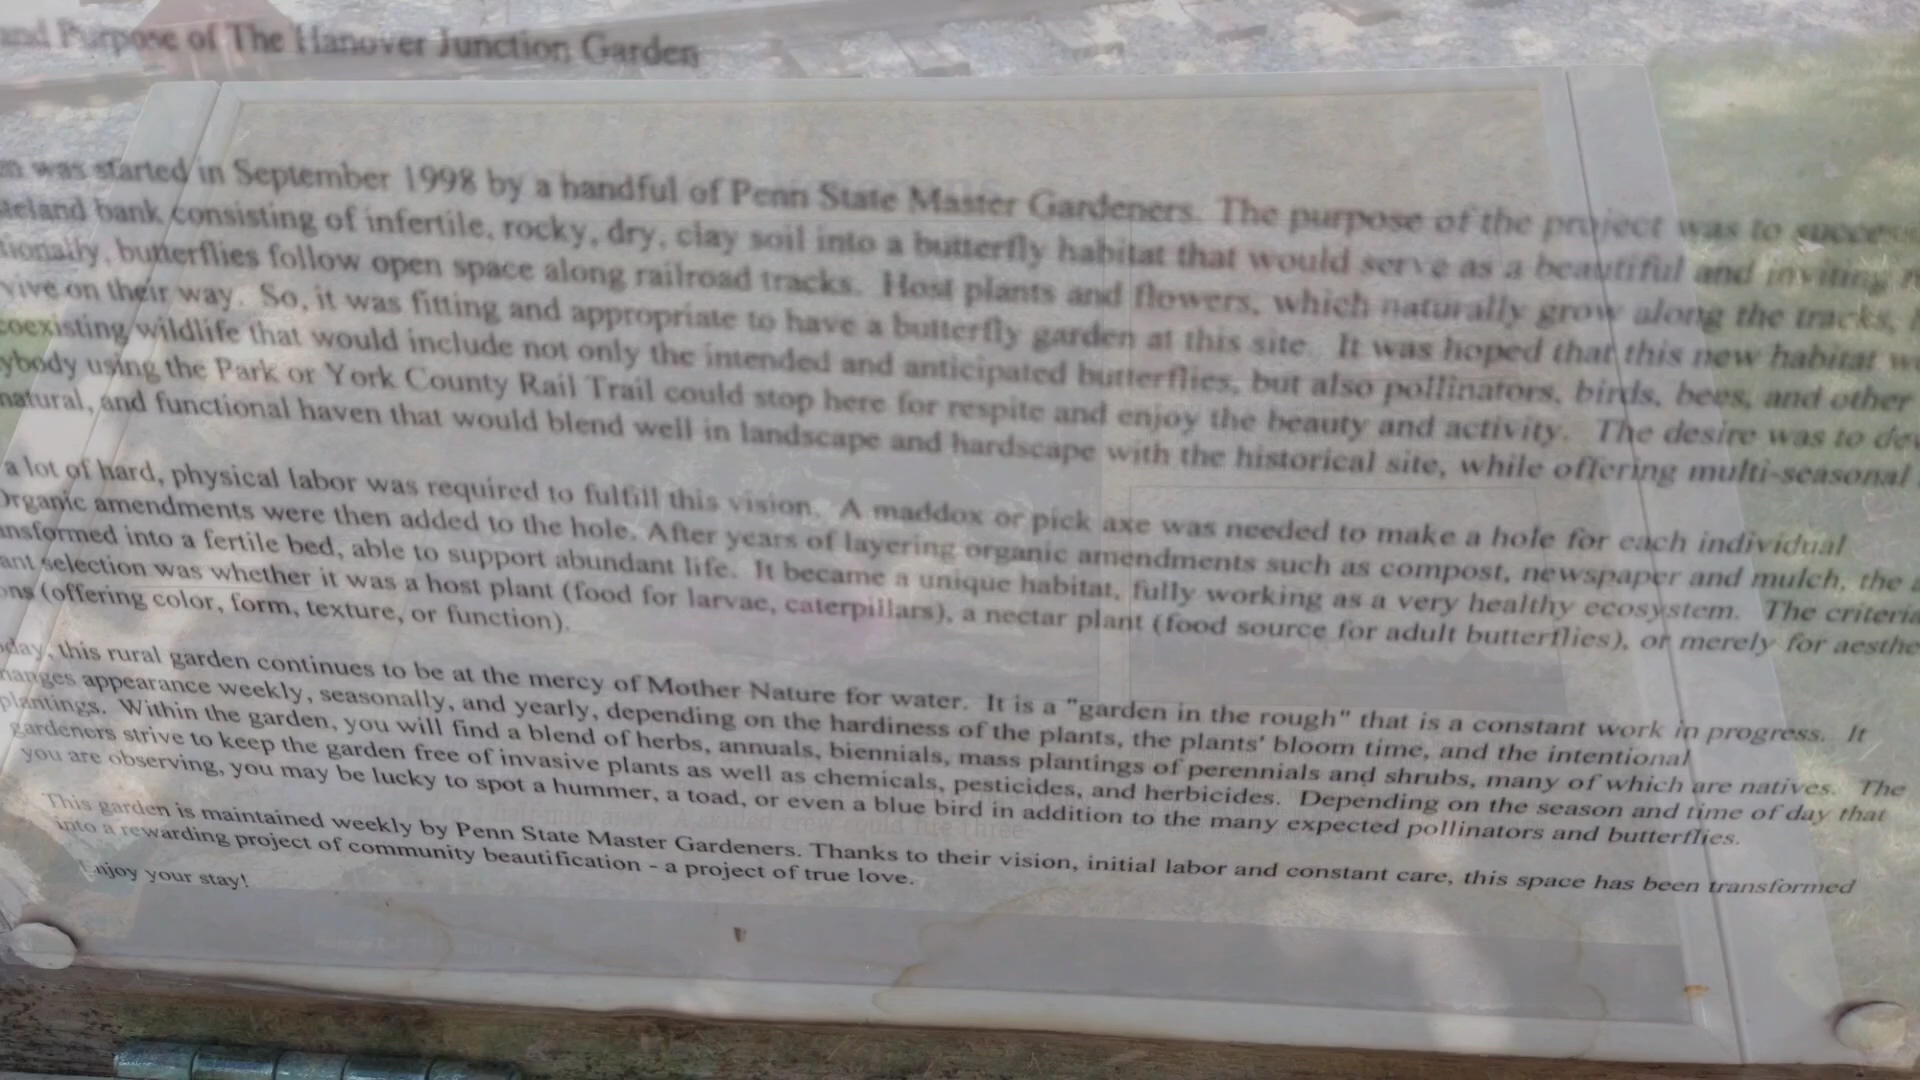 and Purpose of The Hanover Junction Garden
was started in September 1998 by a handful of Penn State Master Gardeners. The purpose of the project was to
bank consisting of infertile, rocky, dry, clay soil into a butterfly habitat that would serve as a beautiful and inviting
butterflies follow open space along railroad tracks. Host plants and flowers, which naturally grow along the tracks,
on their way. So, it was fitting and appropriate to have a butterfly garden at this site. It was hoped that this new habitat
coexisting wildlife that would include not only the intended and anticipated butterflies, but also pollinators, birds, bees, and other
using the Park or York County Rail Trail could stop here for respite and enjoy the beauty and activity. The desire was to
natural, and functional haven that would blend well in landscape and hardscape with the historical site, while offering multi-seasonal
a lot of hard, physical labor was required to fulfill this vision. A maddox or pick axe was needed to make a hole for each individual
Organic amendments were then added to the hole. After years of layering organic amendments such as compost, newspaper and mulch, the
into a fertile bed, able to support abundant life. It became a unique habitat, fully working as a very healthy ecosystem. The criteria
selection was whether it was a host plant (food for larvae, caterpillars), a nectar plant (food source for adult butterflies), or merely for
(offering color, form, texture, or function).
this rural garden continues to be at the mercy of Mother Nature for water. It is a "garden in the rough" that is a constant work in progress. It
appearance weekly, seasonally, and yearly, depending on the hardiness of the plants, the plants' bloom time, and the intentional
plantings. Within the garden, you will find a blend of herbs, annuals, biennials, mass plantings of perennials and shrubs, many of which are natives. The
gardeners strive to keep the garden free of invasive plants as well as chemicals, pesticides, and herbicides. Depending on the season and time of day that
you are observing, you may be lucky to spot a hummer, a toad, or even a blue bird in addition to the many expected pollinators and butterflies.
This garden is maintained weekly by Penn State Master Gardeners. Thanks to their vision, initial labor and constant care, this space has been transformed
into a rewarding project of community beautification - a project of true love.
Enjoy your stay!